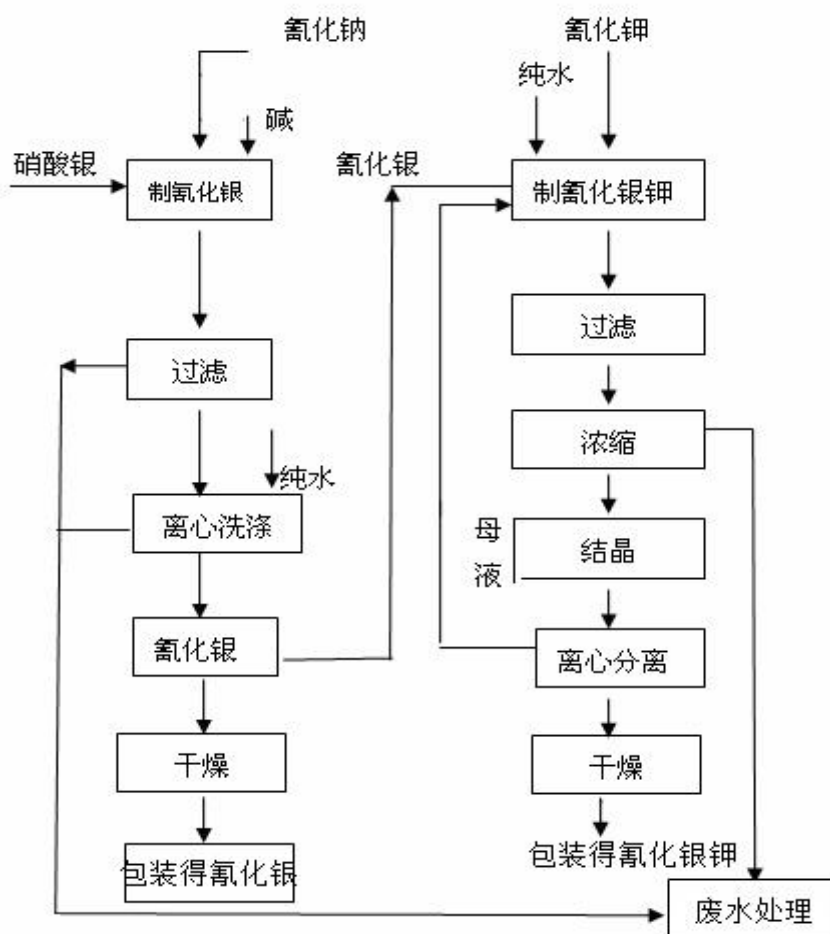 氰化钠
氰化钾
纯水
碱
硝酸银
氰化银
制氰化银
制氰化银钾
过滤
过滤
浓缩
纯水
离心洗涤
母
液
结晶
氰化银
离心分离
干燥
干燥
包装得氰化银
包装得氰化银钾
废水处理